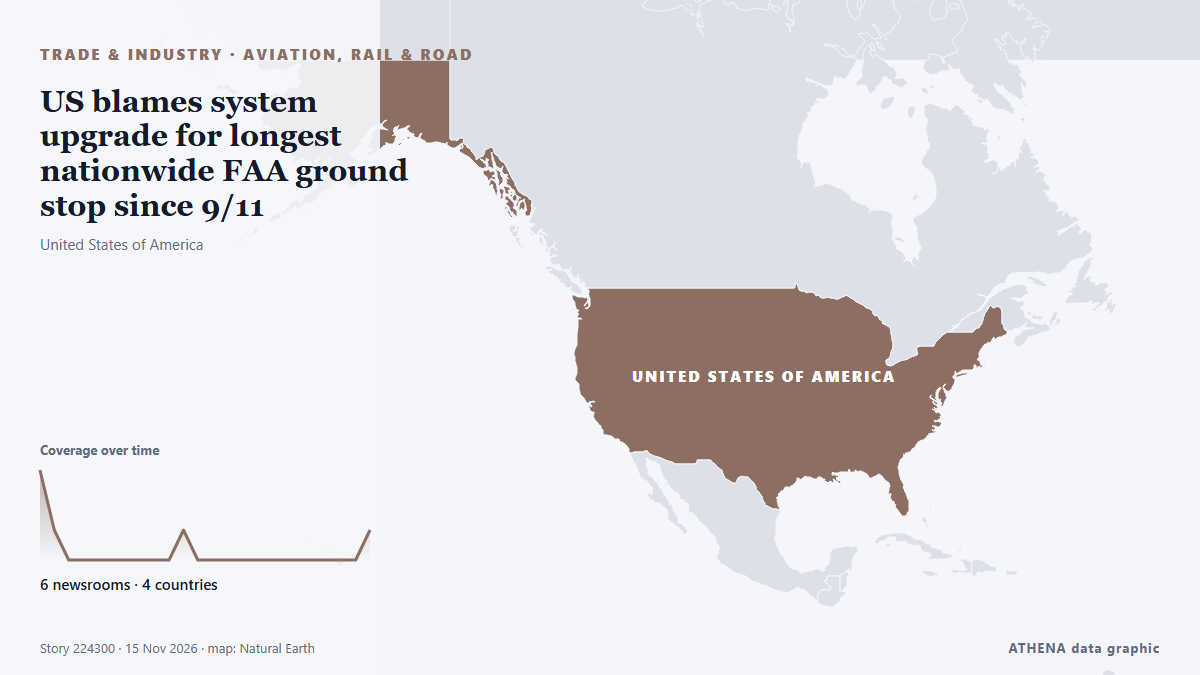 TRADE & INDUSTRY · AVIATION, RAIL & ROAD
US blames system
upgrade for longest
nationwide FAA ground
stop since 9/11
United States of America
UNITED STATES OF AMERICA
Coverage over time
6 newsrooms · 4 countries
Story 224300 · 15 Nov 2026 · map: Natural Earth
ATHENA data graphic